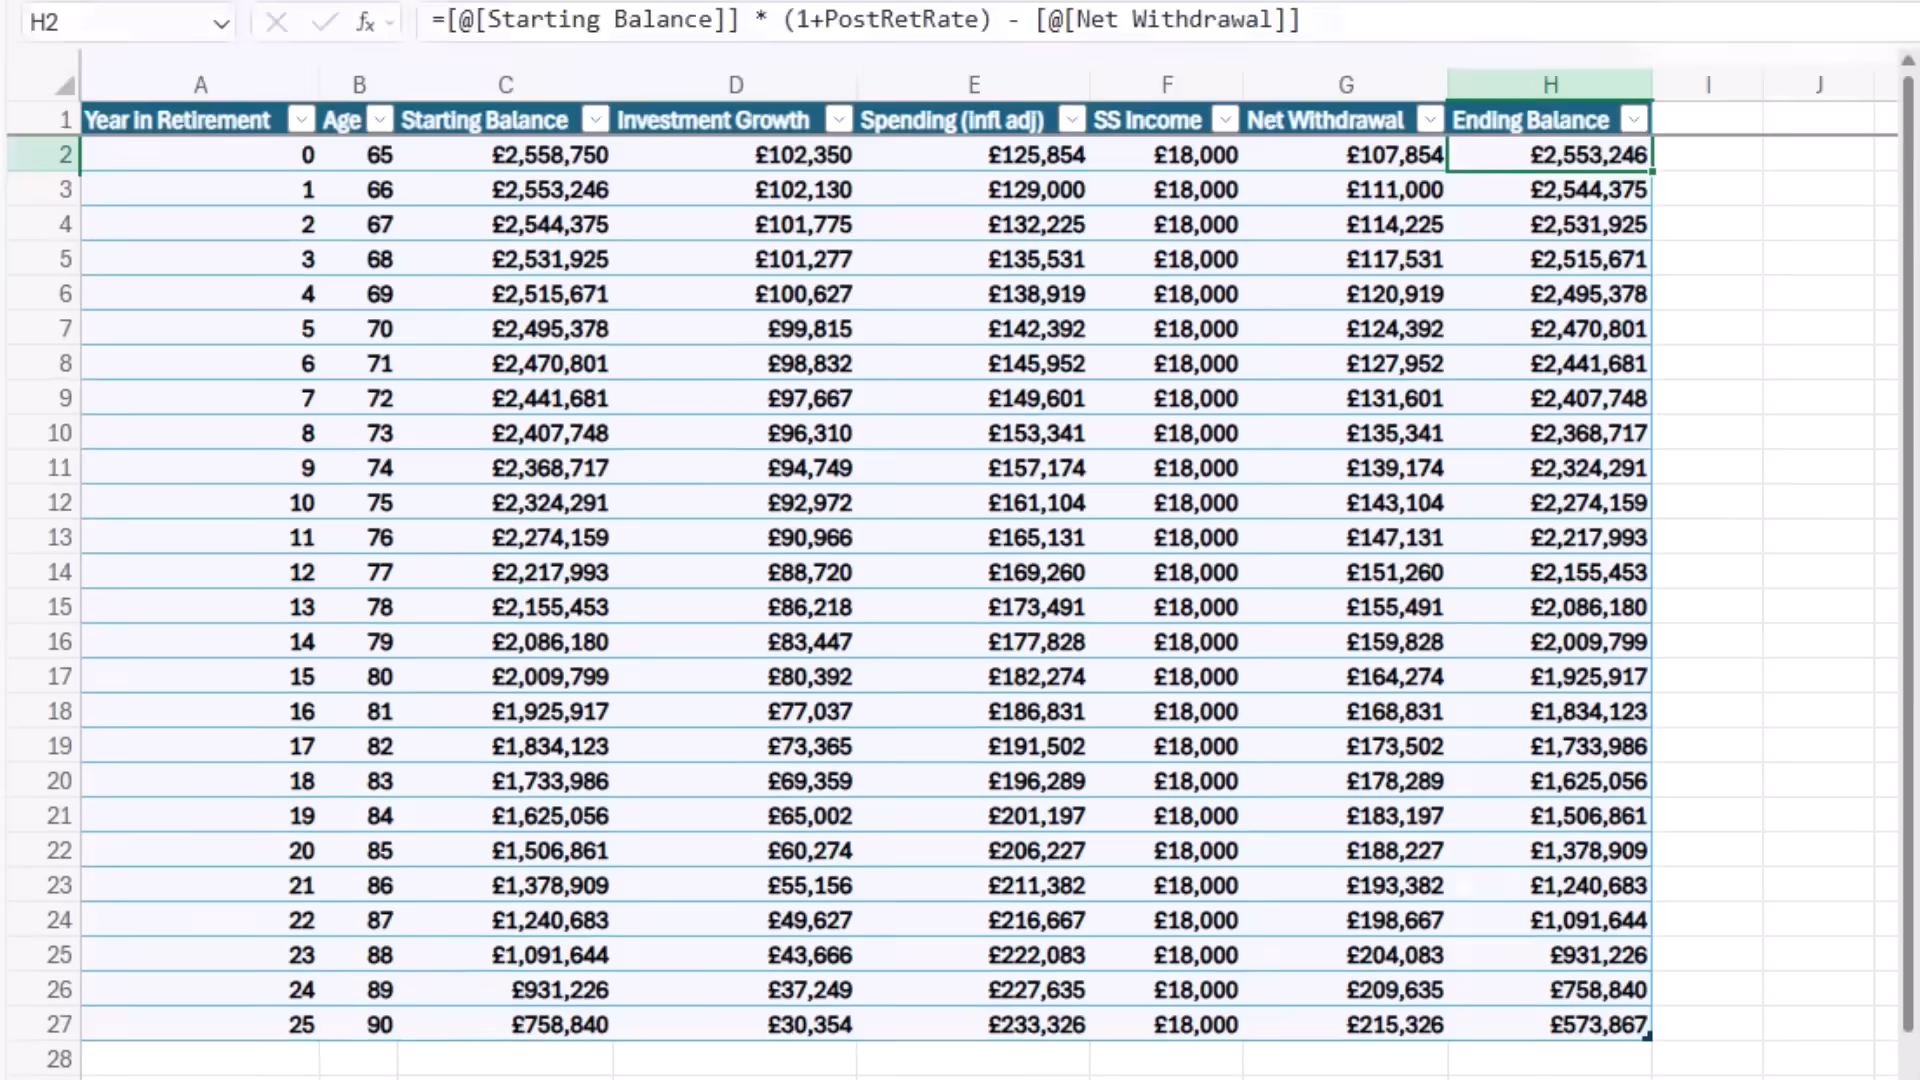 H2 fx =[@[Starting Balance]] * (1+PostRetRate) - [@[Net Withdrawal]]
A B C D E F G H I J
1 Year in Retirement Age Starting Balance Investment Growth Spending (infl adj) SS Income Net Withdrawal Ending Balance
2 0 65 £2,558,750 £102,350 £125,854 £18,000 £107,854 £2,553,246
3 1 66 £2,553,246 £102,130 £129,000 £18,000 £111,000 £2,544,375
4 2 67 £2,544,375 £101,775 £132,225 £18,000 £114,225 £2,531,925
5 3 68 £2,531,925 £101,277 £135,531 £18,000 £117,531 £2,515,671
6 4 69 £2,515,671 £100,627 £138,919 £18,000 £120,919 £2,495,378
7 5 70 £2,495,378 £99,815 £142,392 £18,000 £124,392 £2,470,801
8 6 71 £2,470,801 £98,832 £145,952 £18,000 £127,952 £2,441,681
9 7 72 £2,441,681 £97,667 £149,601 £18,000 £131,601 £2,407,748
10 8 73 £2,407,748 £96,310 £153,341 £18,000 £135,341 £2,368,717
11 9 74 £2,368,717 £94,749 £157,174 £18,000 £139,174 £2,324,291
12 10 75 £2,324,291 £92,972 £161,104 £18,000 £143,104 £2,274,159
13 11 76 £2,274,159 £90,966 £165,131 £18,000 £147,131 £2,217,993
14 12 77 £2,217,993 £88,720 £169,260 £18,000 £151,260 £2,155,453
15 13 78 £2,155,453 £86,218 £173,491 £18,000 £155,491 £2,086,180
16 14 79 £2,086,180 £83,447 £177,828 £18,000 £159,828 £2,009,799
17 15 80 £2,009,799 £80,392 £182,274 £18,000 £164,274 £1,925,917
18 16 81 £1,925,917 £77,037 £186,831 £18,000 £168,831 £1,834,123
19 17 82 £1,834,123 £73,365 £191,502 £18,000 £173,502 £1,733,986
20 18 83 £1,733,986 £69,359 £196,289 £18,000 £178,289 £1,625,056
21 19 84 £1,625,056 £65,002 £201,197 £18,000 £183,197 £1,506,861
22 20 85 £1,506,861 £60,274 £206,227 £18,000 £188,227 £1,378,909
23 21 86 £1,378,909 £55,156 £211,382 £18,000 £193,382 £1,240,683
24 22 87 £1,240,683 £49,627 £216,667 £18,000 £198,667 £1,091,644
25 23 88 £1,091,644 £43,666 £222,083 £18,000 £204,083 £931,226
26 24 89 £931,226 £37,249 £227,635 £18,000 £209,635 £758,840
27 25 90 £758,840 £30,354 £233,326 £18,000 £215,326 £573,867
28